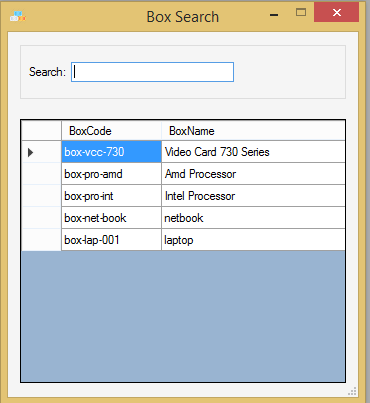 Box Search
Search:
BoxCode BoxName
box-vcc-730 Video Card 730 Series
box-pro-amd Amd Processor
box-pro-int Intel Processor
box-net-book netbook
box-lap-001 laptop